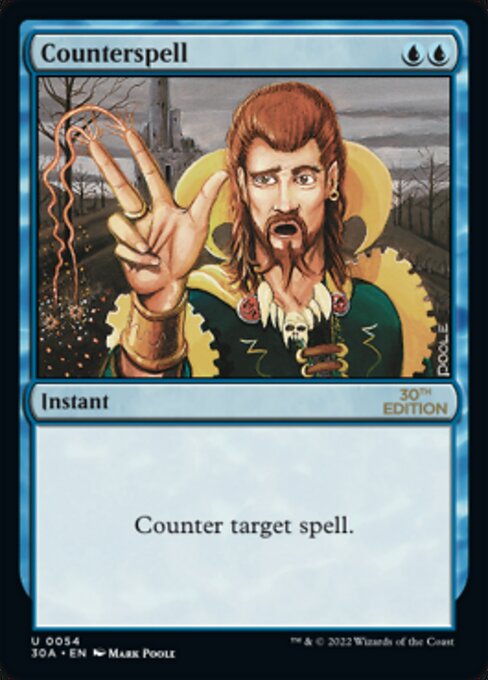 Counterspell
POOLE
Instant
30TH
EDITION
Counter target spell.
U 0054
™ & © 2022 Wizards of the Coast
30A • EN Mark Poole